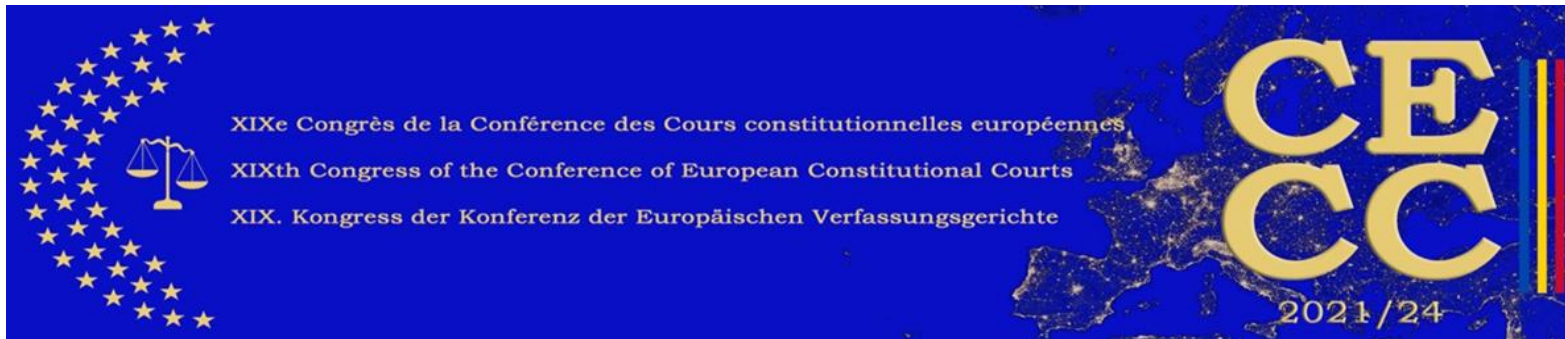 XIXe Congrès de la Conférence des Cours constitutionnelles européennes
XIXth Congress of the Conference of European Constitutional Courts
XIX. Kongress der Konferenz der Europäischen Verfassungsgerichte
CE
CC
2021/24